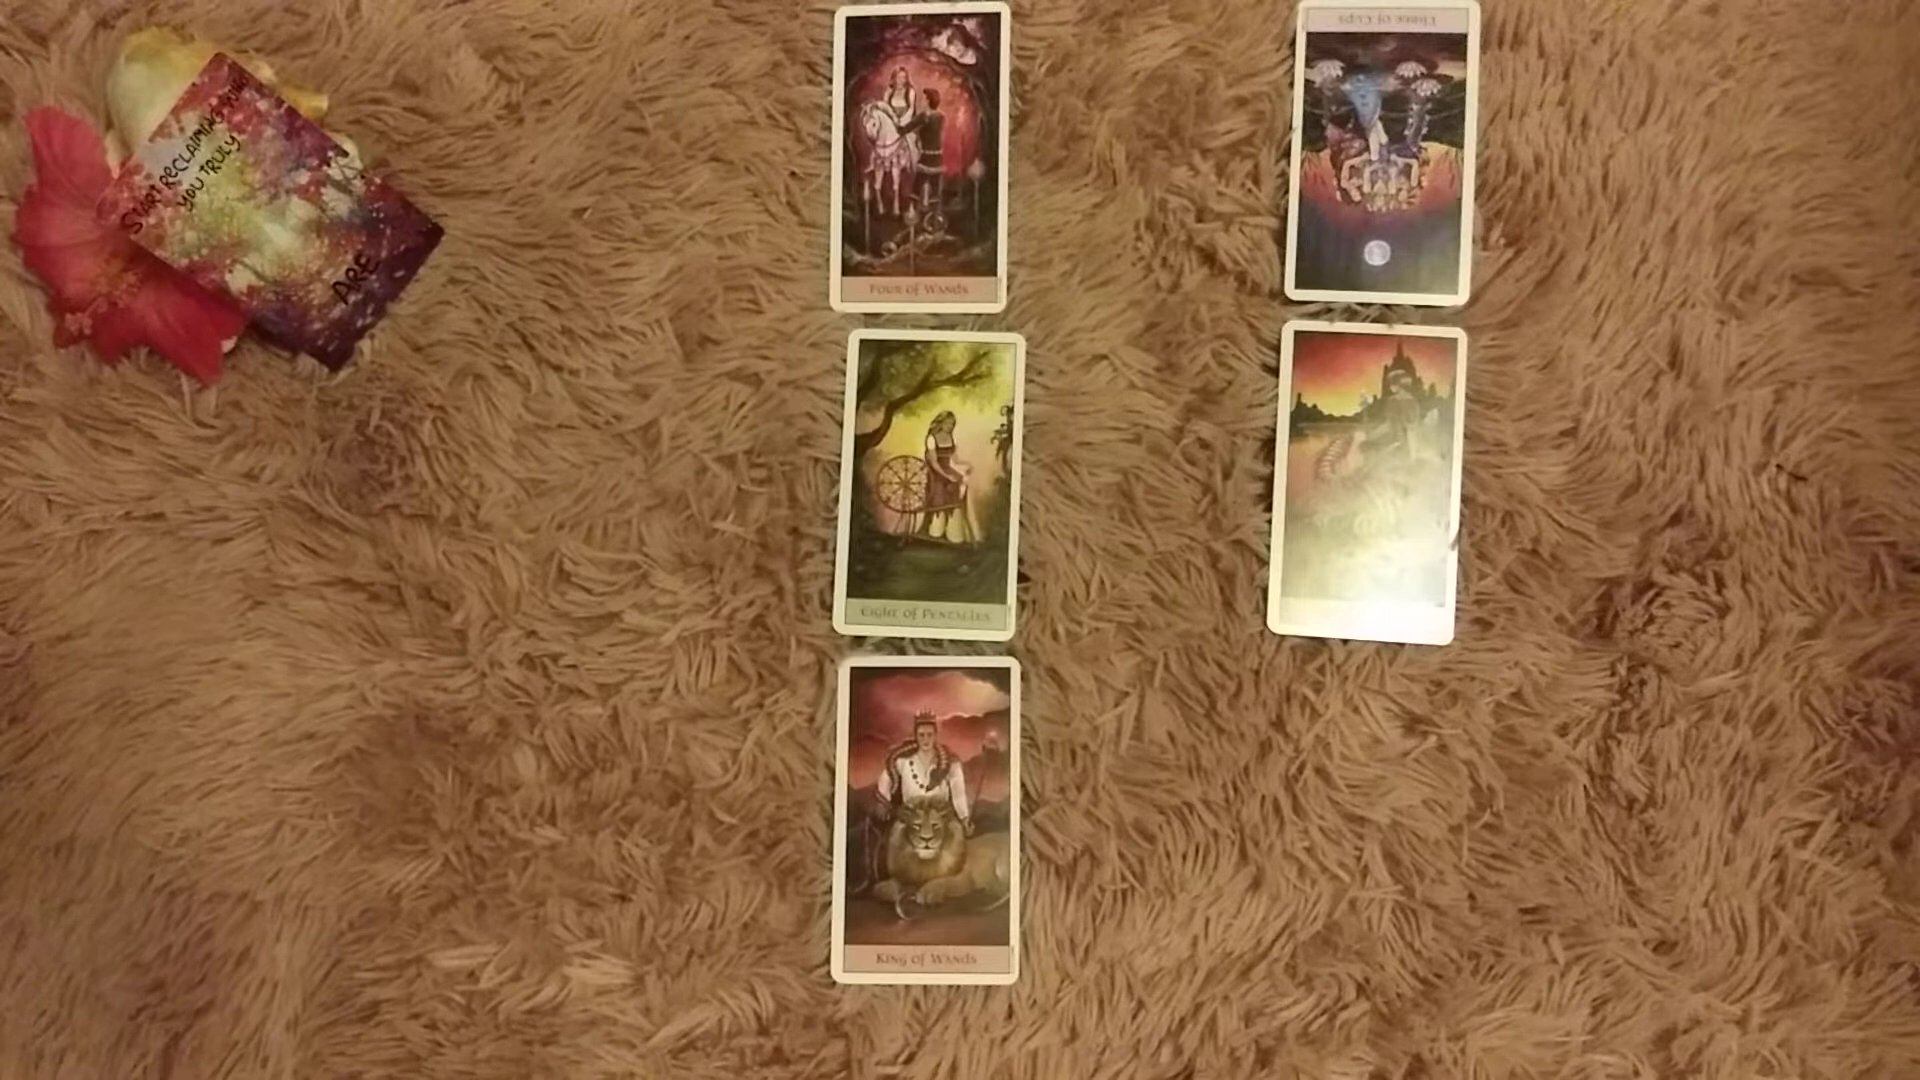 START RECLAIMING
YOU TRULY
ARE
FOUR of WANDS
EIGHT of PENTACLES
KING of WANDS
THREE of CUPS